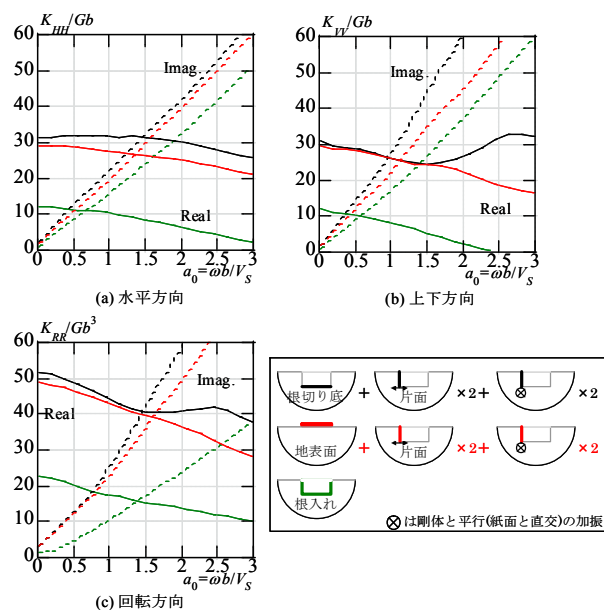 K_HH/Gb
60
50
40
30
20
10
0
Imag.
Real
0 0.5 1 1.5 2 2.5 3
a₀=ωb/V_S
(a) 水平方向
K_VV/Gb
60
50
40
30
20
10
0
Imag.
Real
0 0.5 1 1.5 2 2.5 3
a₀=ωb/V_S
(b) 上下方向
K_RR/Gb³
60
50
40
30
20
10
0
Imag.
Real
0 0.5 1 1.5 2 2.5 3
a₀=ωb/V_S
(c) 回転方向
根切り底 + 片面 ×2+ ×2
地表面 + 片面 ×2+ ×2
根入れ
⊗は剛体と平行(紙面と直交)の加振